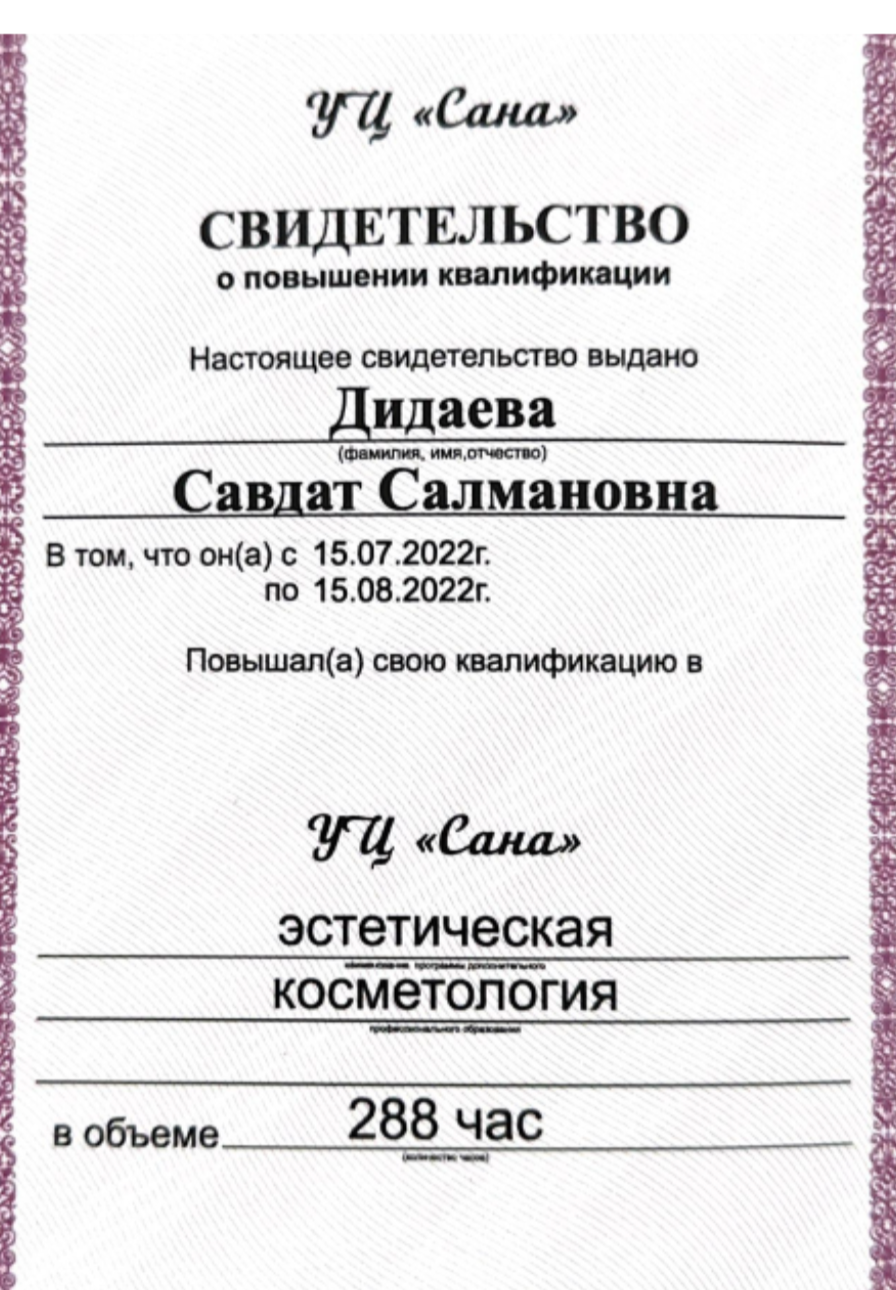 УЦ «Сана»
СВИДЕТЕЛЬСТВО
о повышении квалификации
Настоящее свидетельство выдано
Дидаева
(фамилия, имя,отчество)
Савдат Салмановна
В том, что он(а) с 15.07.2022г.
по 15.08.2022г.
Повышал(а) свою квалификацию в
УЦ «Сана»
эстетическая
наименование программы дополнительного
косметология
профессионального образования
в объеме 288 час
(количество часов)